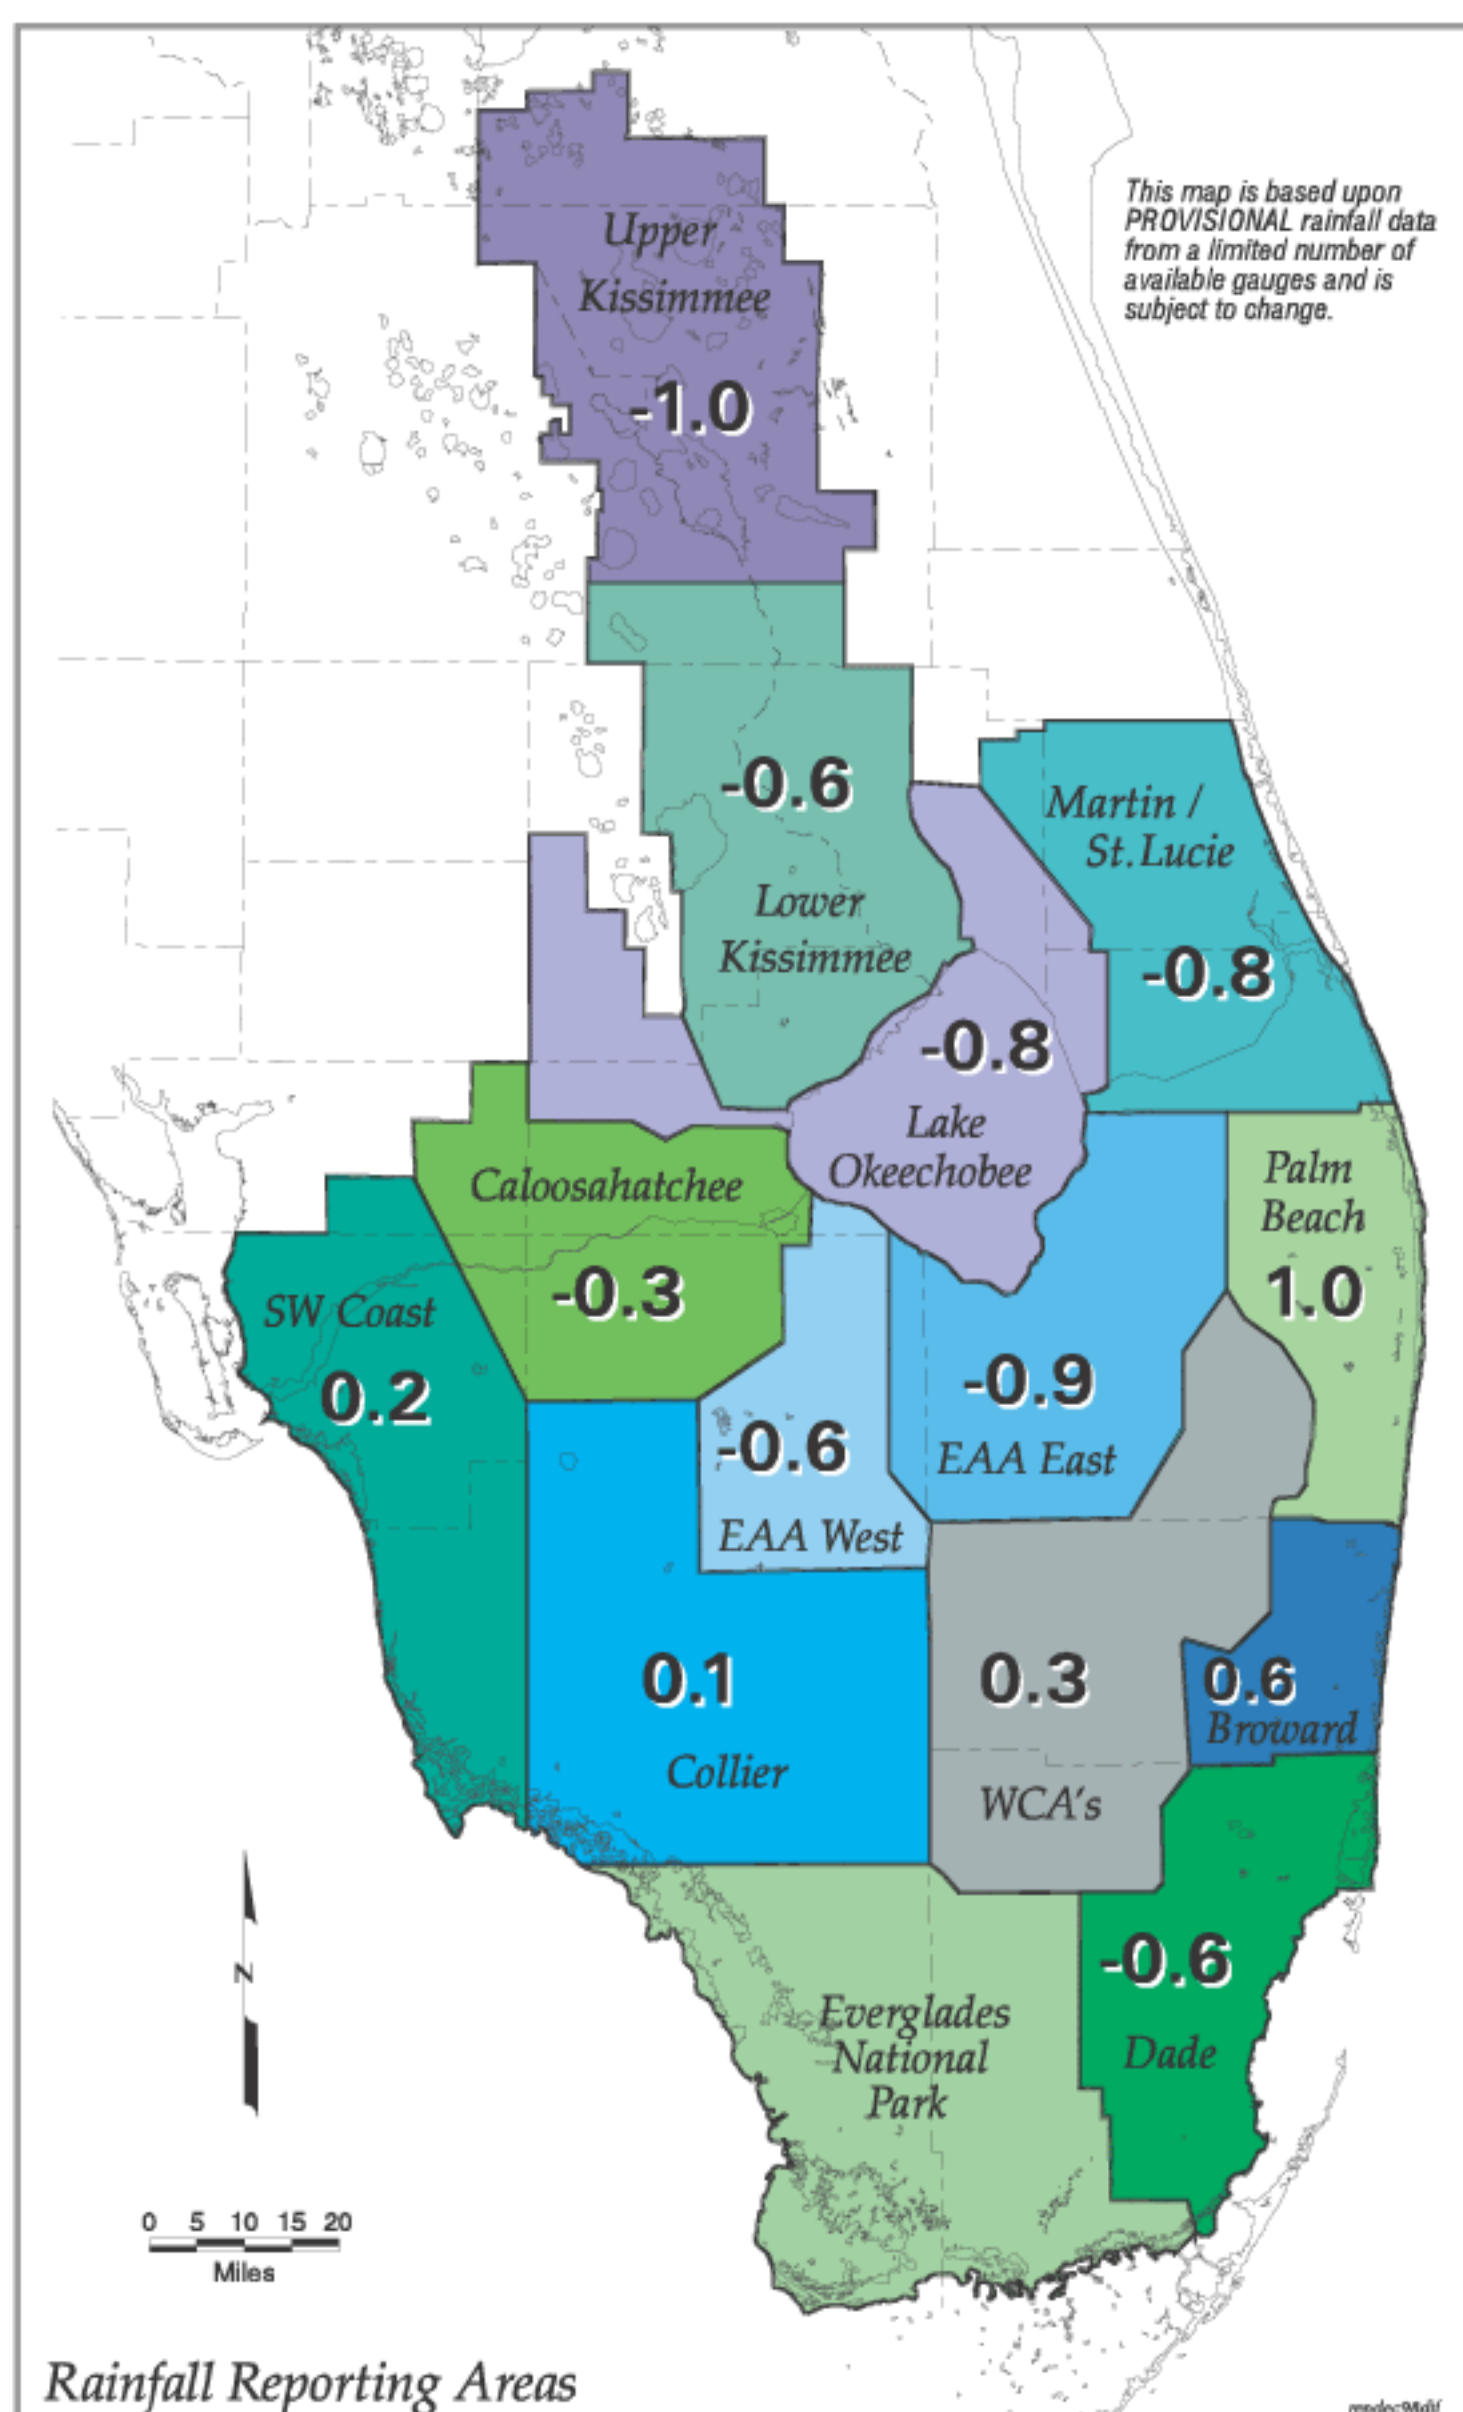 This map is based upon
PROVISIONAL rainfall data
from a limited number of
available gauges and is
subject to change.
Upper
Kissimmee
-1.0
-0.6
Lower
Kissimmee
Martin /
St. Lucie
-0.8
-0.8
Lake
Okeechobee
Caloosahatchee
-0.3
Palm
Beach
1.0
SW Coast
0.2
-0.9
EAA East
-0.6
EAA West
0.1
Collier
0.3
WCA's
0.6
Broward
-0.6
Dade
Everglades
National
Park
N
0 5 10 15 20
Miles
Rainfall Reporting Areas